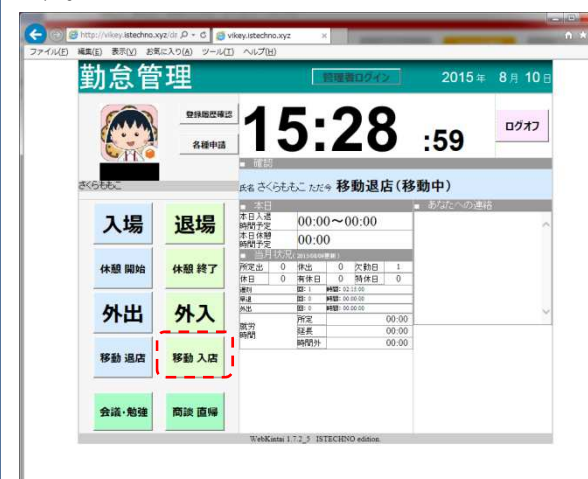 http://vikey.istechno.xyz/dr
vikey.istechno.xyz
ファイル(F) 編集(E) 表示(V) お気に入り(A) ツール(T) ヘルプ(H)
勤怠管理
管理者ログイン
2015年 8月10日
登録履歴確認
各種申請
15:28 :59
ログオフ
さくらももこ
■ 確認
氏名 さくらももこ ただ今 移動退店(移動中)
入場 退場
休憩 開始 休憩 終了
外出 外入
移動 退店 移動 入店
会議・勉強 商談 直帰
■ 本日
本日入退時間予定 00:00~00:00
本日休憩時間予定 00:00
■ 当月状況
所定出 0 休出 0 欠勤日 1
休日 0 有休日 0 特休日 0
遅刻 回: 1 時間: 02:15:00
早退 回: 0 時間: 00:00:00
外出 回: 0 時間: 00:00:00
就労時間
所定 00:00
延長 00:00
時間外 00:00
■ あなたへの連絡
WebKintai 1.7.2_5 ISTECHNO edition.